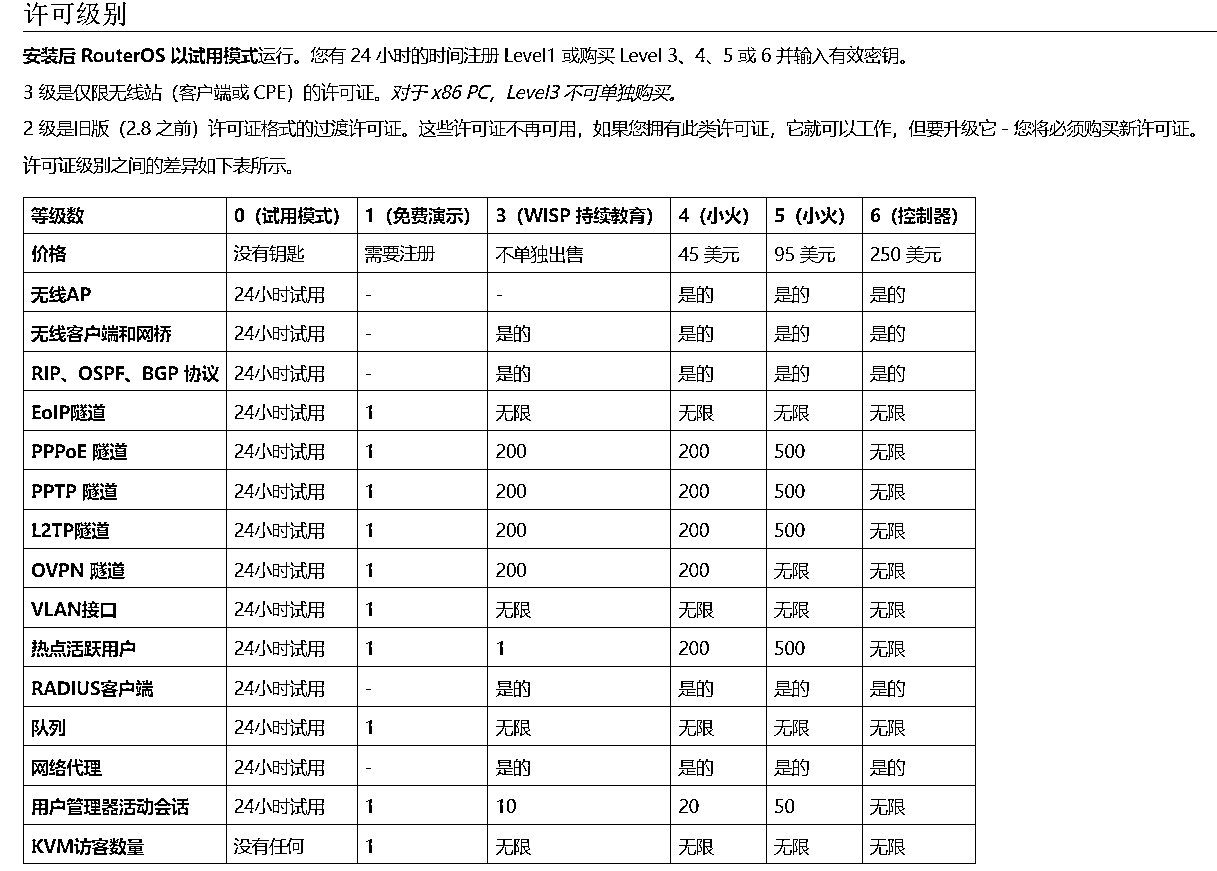 许可级别
安装后 RouterOS 以试用模式运行。您有 24 小时的时间注册 Level1 或购买 Level 3、4、5 或 6 并输入有效密钥。
3 级是仅限无线站（客户端或 CPE）的许可证。对于 x86 PC，Level3 不可单独购买。
2 级是旧版（2.8 之前）许可证格式的过渡许可证。这些许可证不再可用，如果您拥有此类许可证，它就可以工作，但要升级它 - 您将必须购买新许可证。
许可证级别之间的差异如下表所示。
等级数 0（试用模式） 1（免费演示） 3（WISP 持续教育） 4（小火） 5（小火） 6（控制器）
价格 没有钥匙 需要注册 不单独出售 45 美元 95 美元 250 美元
无线AP 24小时试用 - - 是的 是的 是的
无线客户端和网桥 24小时试用 - 是的 是的 是的 是的
RIP、OSPF、BGP 协议 24小时试用 - 是的 是的 是的 是的
EoIP隧道 24小时试用 1 无限 无限 无限 无限
PPPoE 隧道 24小时试用 1 200 200 500 无限
PPTP 隧道 24小时试用 1 200 200 500 无限
L2TP隧道 24小时试用 1 200 200 500 无限
OVPN 隧道 24小时试用 1 200 200 无限 无限
VLAN接口 24小时试用 1 无限 无限 无限 无限
热点活跃用户 24小时试用 1 1 200 500 无限
RADIUS客户端 24小时试用 - 是的 是的 是的 是的
队列 24小时试用 1 无限 无限 无限 无限
网络代理 24小时试用 - 是的 是的 是的 是的
用户管理器活动会话 24小时试用 1 10 20 50 无限
KVM访客数量 没有任何 1 无限 无限 无限 无限